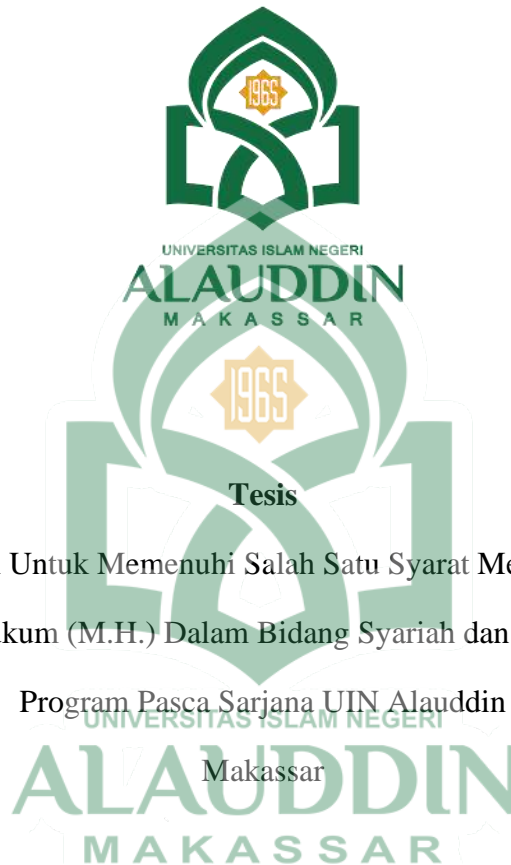 1965
UNIVERSITAS ISLAM NEGERI
ALAUDDIN
MAKASSAR
1965
Tesis
Untuk Memenuhi Salah Satu Syarat Me
kum (M.H.) Dalam Bidang Syariah dan
Program Pasca Sarjana UIN Alauddin
UNIVERSITAS ISLAM NEGERI
Makassar
ALAUDDIN
MAKASSAR